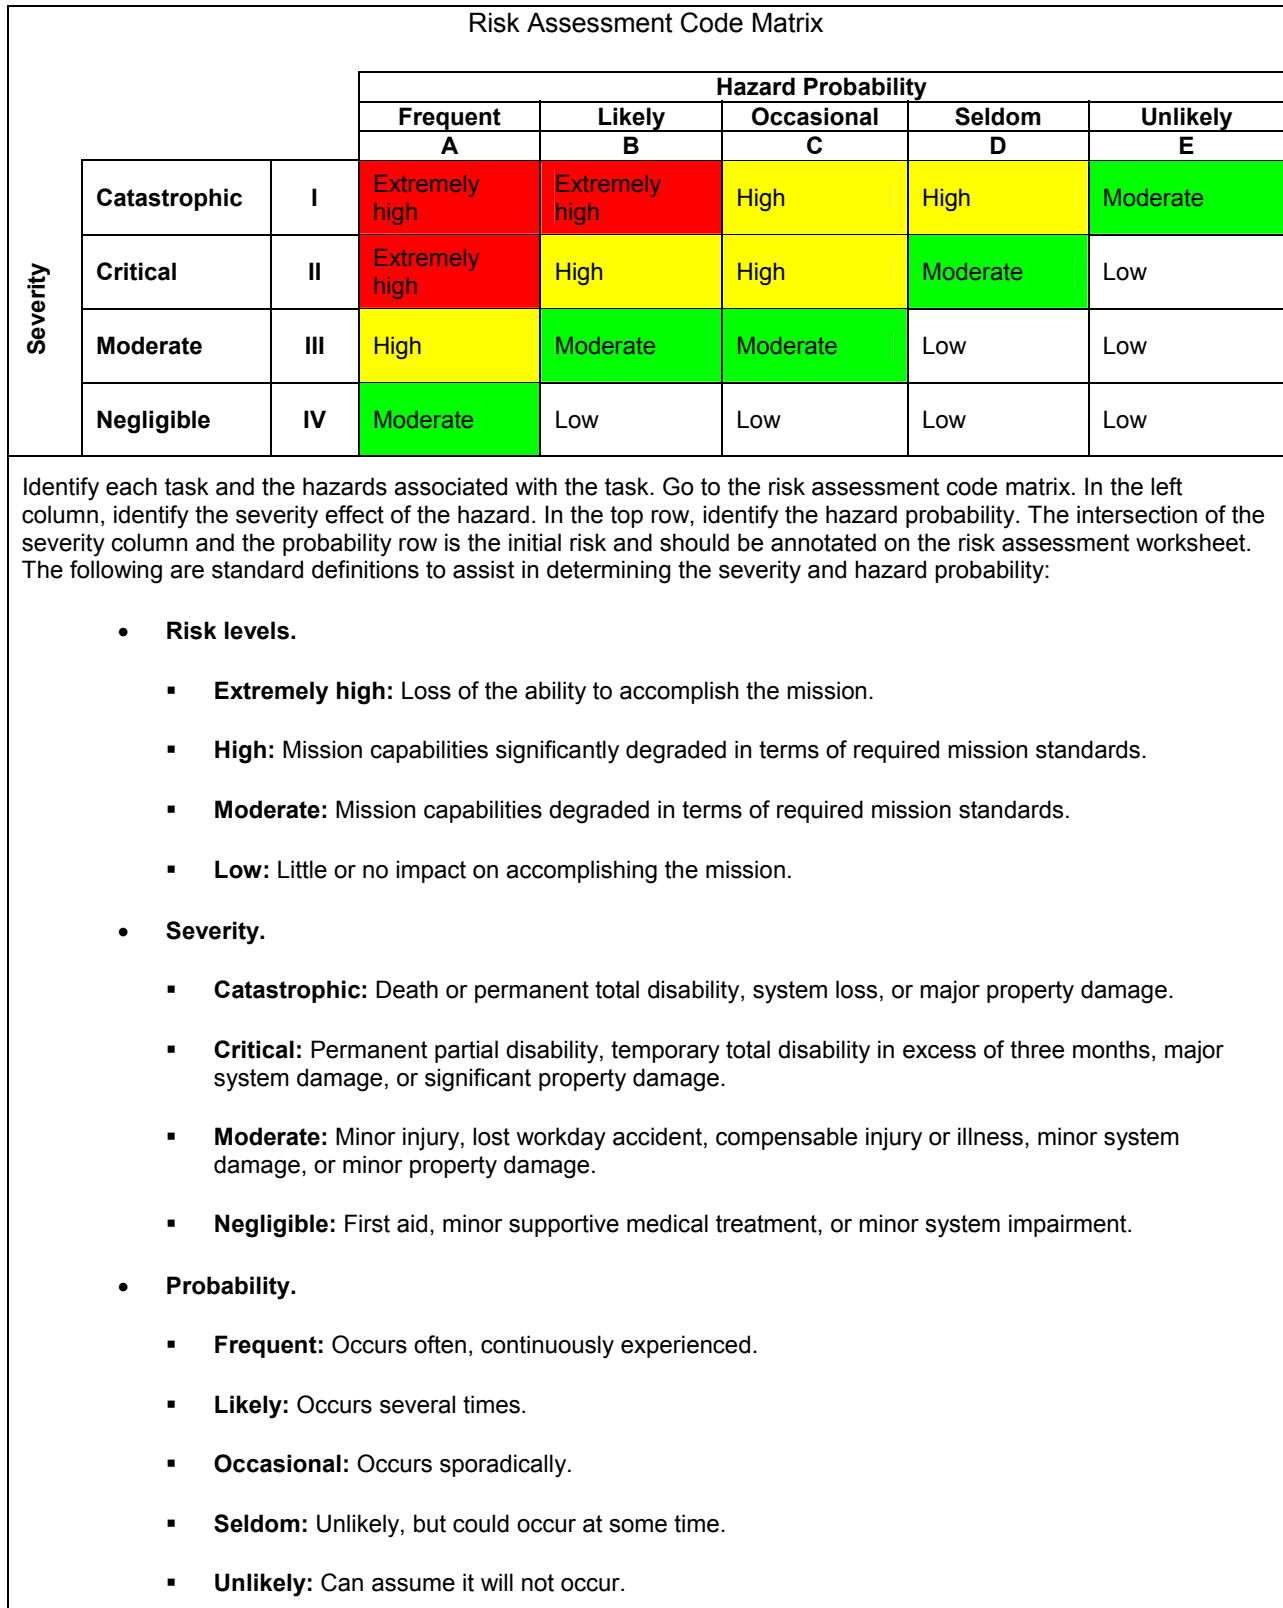 Risk Assessment Code Matrix
Hazard Probability
Frequent Likely Occasional Seldom Unlikely
A B C D E
Severity
Catastrophic I Extremely high Extremely high High High Moderate
Critical II Extremely high High High Moderate Low
Moderate III High Moderate Moderate Low Low
Negligible IV Moderate Low Low Low Low
Identify each task and the hazards associated with the task. Go to the risk assessment code matrix. In the left
column, identify the severity effect of the hazard. In the top row, identify the hazard probability. The intersection of the
severity column and the probability row is the initial risk and should be annotated on the risk assessment worksheet.
The following are standard definitions to assist in determining the severity and hazard probability:
• Risk levels.
▪ Extremely high: Loss of the ability to accomplish the mission.
▪ High: Mission capabilities significantly degraded in terms of required mission standards.
▪ Moderate: Mission capabilities degraded in terms of required mission standards.
▪ Low: Little or no impact on accomplishing the mission.
• Severity.
▪ Catastrophic: Death or permanent total disability, system loss, or major property damage.
▪ Critical: Permanent partial disability, temporary total disability in excess of three months, major
system damage, or significant property damage.
▪ Moderate: Minor injury, lost workday accident, compensable injury or illness, minor system
damage, or minor property damage.
▪ Negligible: First aid, minor supportive medical treatment, or minor system impairment.
• Probability.
▪ Frequent: Occurs often, continuously experienced.
▪ Likely: Occurs several times.
▪ Occasional: Occurs sporadically.
▪ Seldom: Unlikely, but could occur at some time.
▪ Unlikely: Can assume it will not occur.